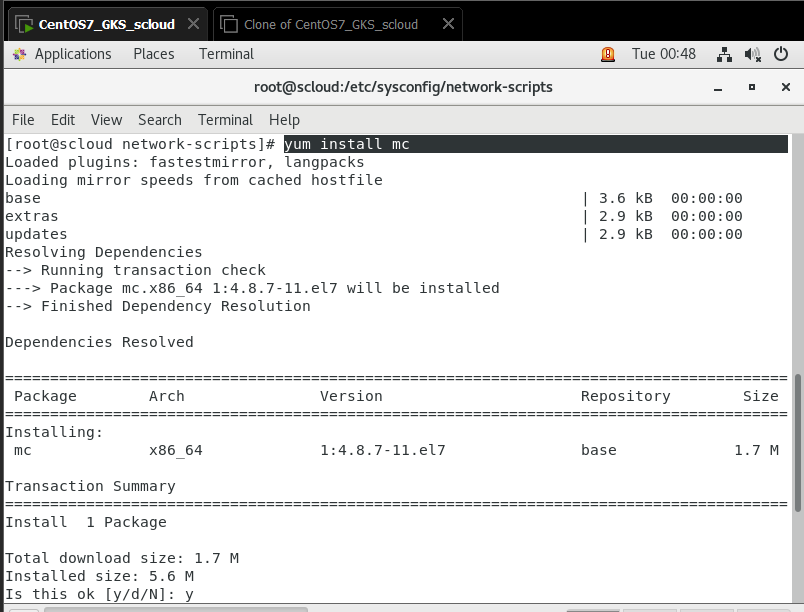 CentOS7_GKS_scloud Clone of CentOS7_GKS_scloud
Applications Places Terminal Tue 00:48
root@scloud:/etc/sysconfig/network-scripts
File Edit View Search Terminal Help
[root@scloud network-scripts]# yum install mc
Loaded plugins: fastestmirror, langpacks
Loading mirror speeds from cached hostfile
base | 3.6 kB 00:00:00
extras | 2.9 kB 00:00:00
updates | 2.9 kB 00:00:00
Resolving Dependencies
--> Running transaction check
---> Package mc.x86_64 1:4.8.7-11.el7 will be installed
--> Finished Dependency Resolution
Dependencies Resolved
================================================================================
Package Arch Version Repository Size
================================================================================
Installing:
mc x86_64 1:4.8.7-11.el7 base 1.7 M
Transaction Summary
================================================================================
Install 1 Package
Total download size: 1.7 M
Installed size: 5.6 M
Is this ok [y/d/N]: y